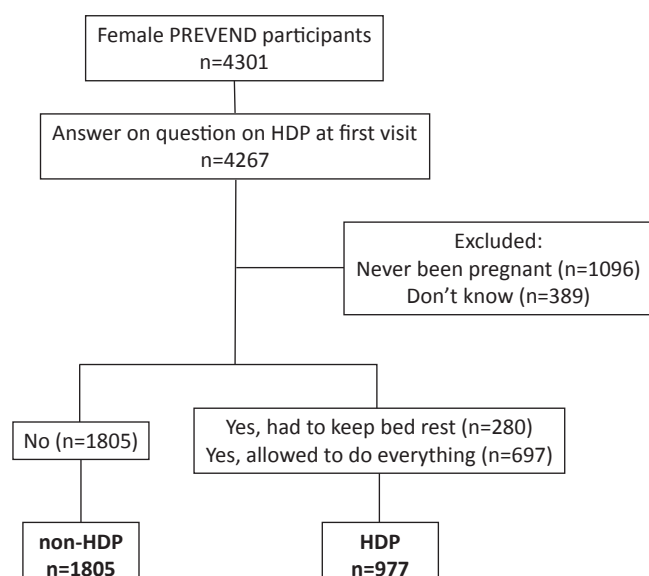 Female PREVEND participants
n=4301
Answer on question on HDP at first visit
n=4267
Excluded:
Never been pregnant (n=1096)
Don't know (n=389)
No (n=1805)
Yes, had to keep bed rest (n=280)
Yes, allowed to do everything (n=697)
non-HDP
n=1805
HDP
n=977